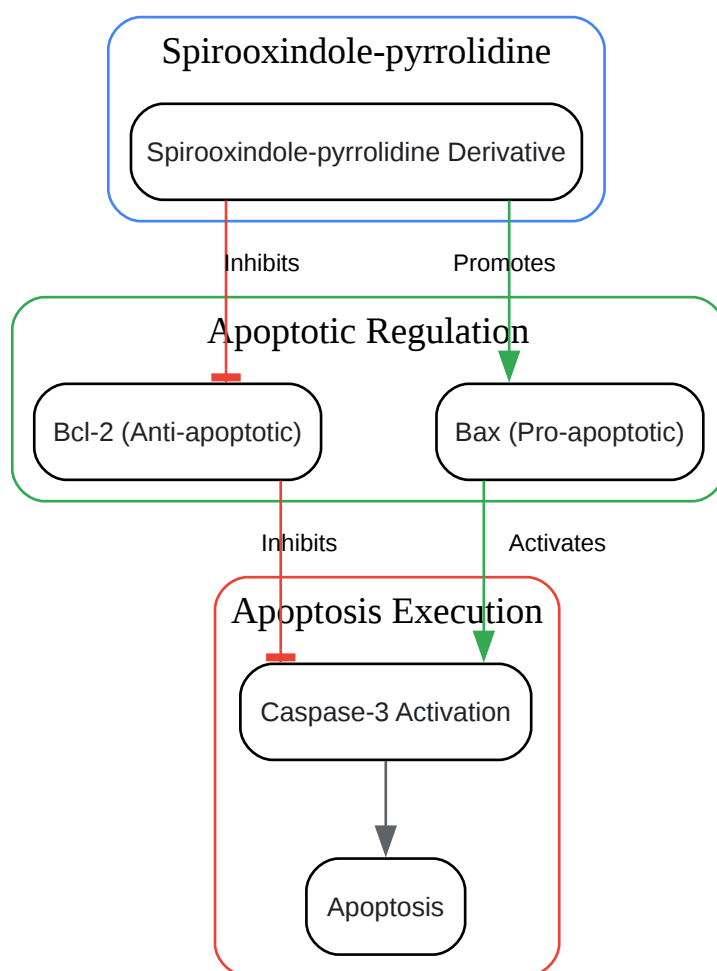 Spirooxindole-pyrrolidine
Spirooxindole-pyrrolidine Derivative
Inhibits
Promotes
Apoptotic Regulation
Bcl-2 (Anti-apoptotic)
Bax (Pro-apoptotic)
Inhibits
Activates
Apoptosis Execution
Caspase-3 Activation
Apoptosis